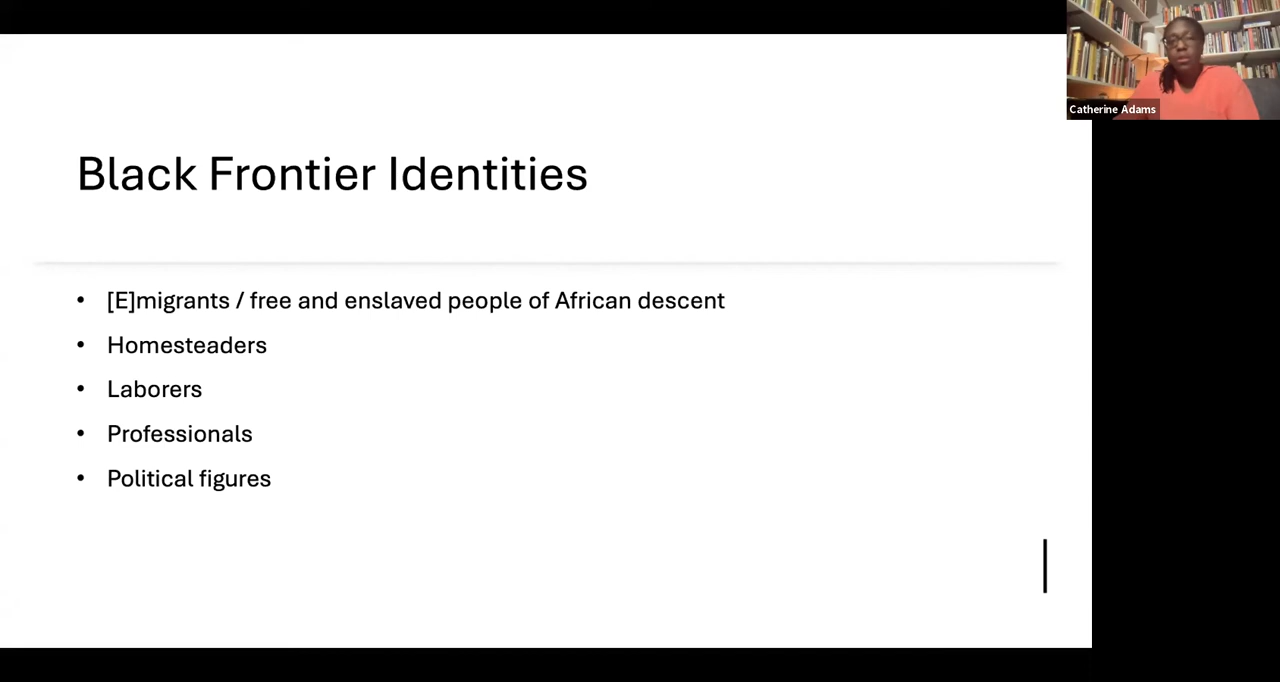 Catherine Adams
Black Frontier Identities
• [E]migrants / free and enslaved people of African descent
• Homesteaders
• Laborers
• Professionals
• Political figures